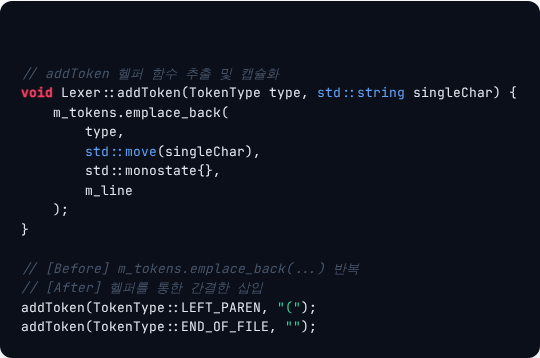 // addToken 헬퍼 함수 추출 및 캡슐화
void Lexer::addToken(TokenType type, std::string singleChar) {
    m_tokens.emplace_back(
        type,
        std::move(singleChar),
        std::monostate{},
        m_line
    );
}

// [Before] m_tokens.emplace_back(...) 반복
// [After] 헬퍼를 통한 간결한 삽입
addToken(TokenType::LEFT_PAREN, "(");
addToken(TokenType::END_OF_FILE, "");